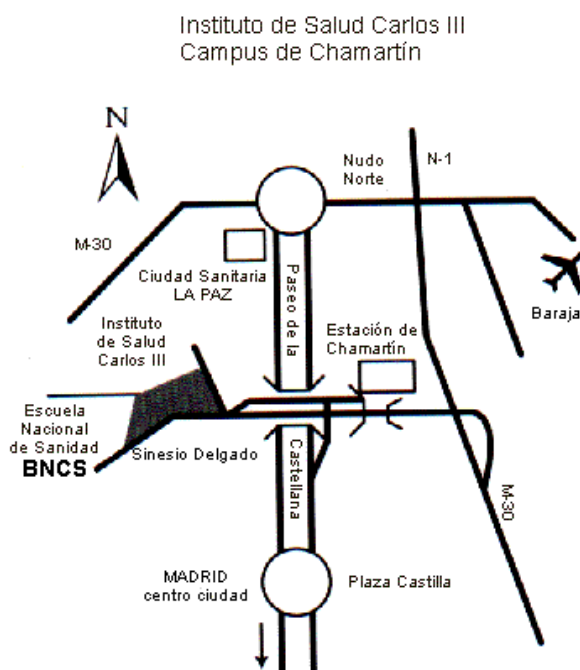 Instituto de Salud Carlos III
Campus de Chamartín
N
Nudo
Norte
N-1
M-30
Ciudad Sanitaria
LA PAZ
Paseo de la
Baraja
Instituto
de Salud
Carlos III
Estación de
Chamartín
Escuela
Nacional
de Sanidad
BNCS
Sinesio Delgado
Castellana
M-30
MADRID
centro ciudad
Plaza Castilla